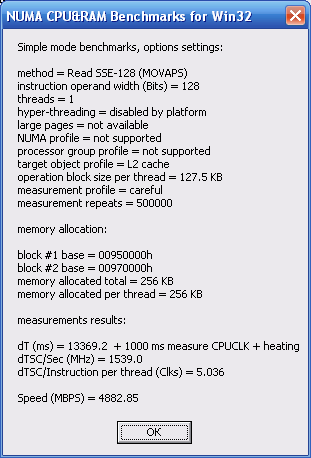 NUMA CPU&RAM Benchmarks for Win32
Simple mode benchmarks, options settings:
method = Read SSE-128 (MOVAPS)
instruction operand width (Bits) = 128
threads = 1
hyper-threading = disabled by platform
large pages = not available
NUMA profile = not supported
processor group profile = not supported
target object profile = L2 cache
operation block size per thread = 127.5 KB
measurement profile = careful
measurement repeats = 500000
memory allocation:
block #1 base = 00950000h
block #2 base = 00970000h
memory allocated total = 256 KB
memory allocated per thread = 256 KB
measurements results:
dT (ms) = 13369.2  + 1000 ms measure CPUCLK + heating
dTSC/Sec (MHz) = 1539.0
dTSC/Instruction per thread (Clks) = 5.036
Speed (MBPS) = 4882.85
OK